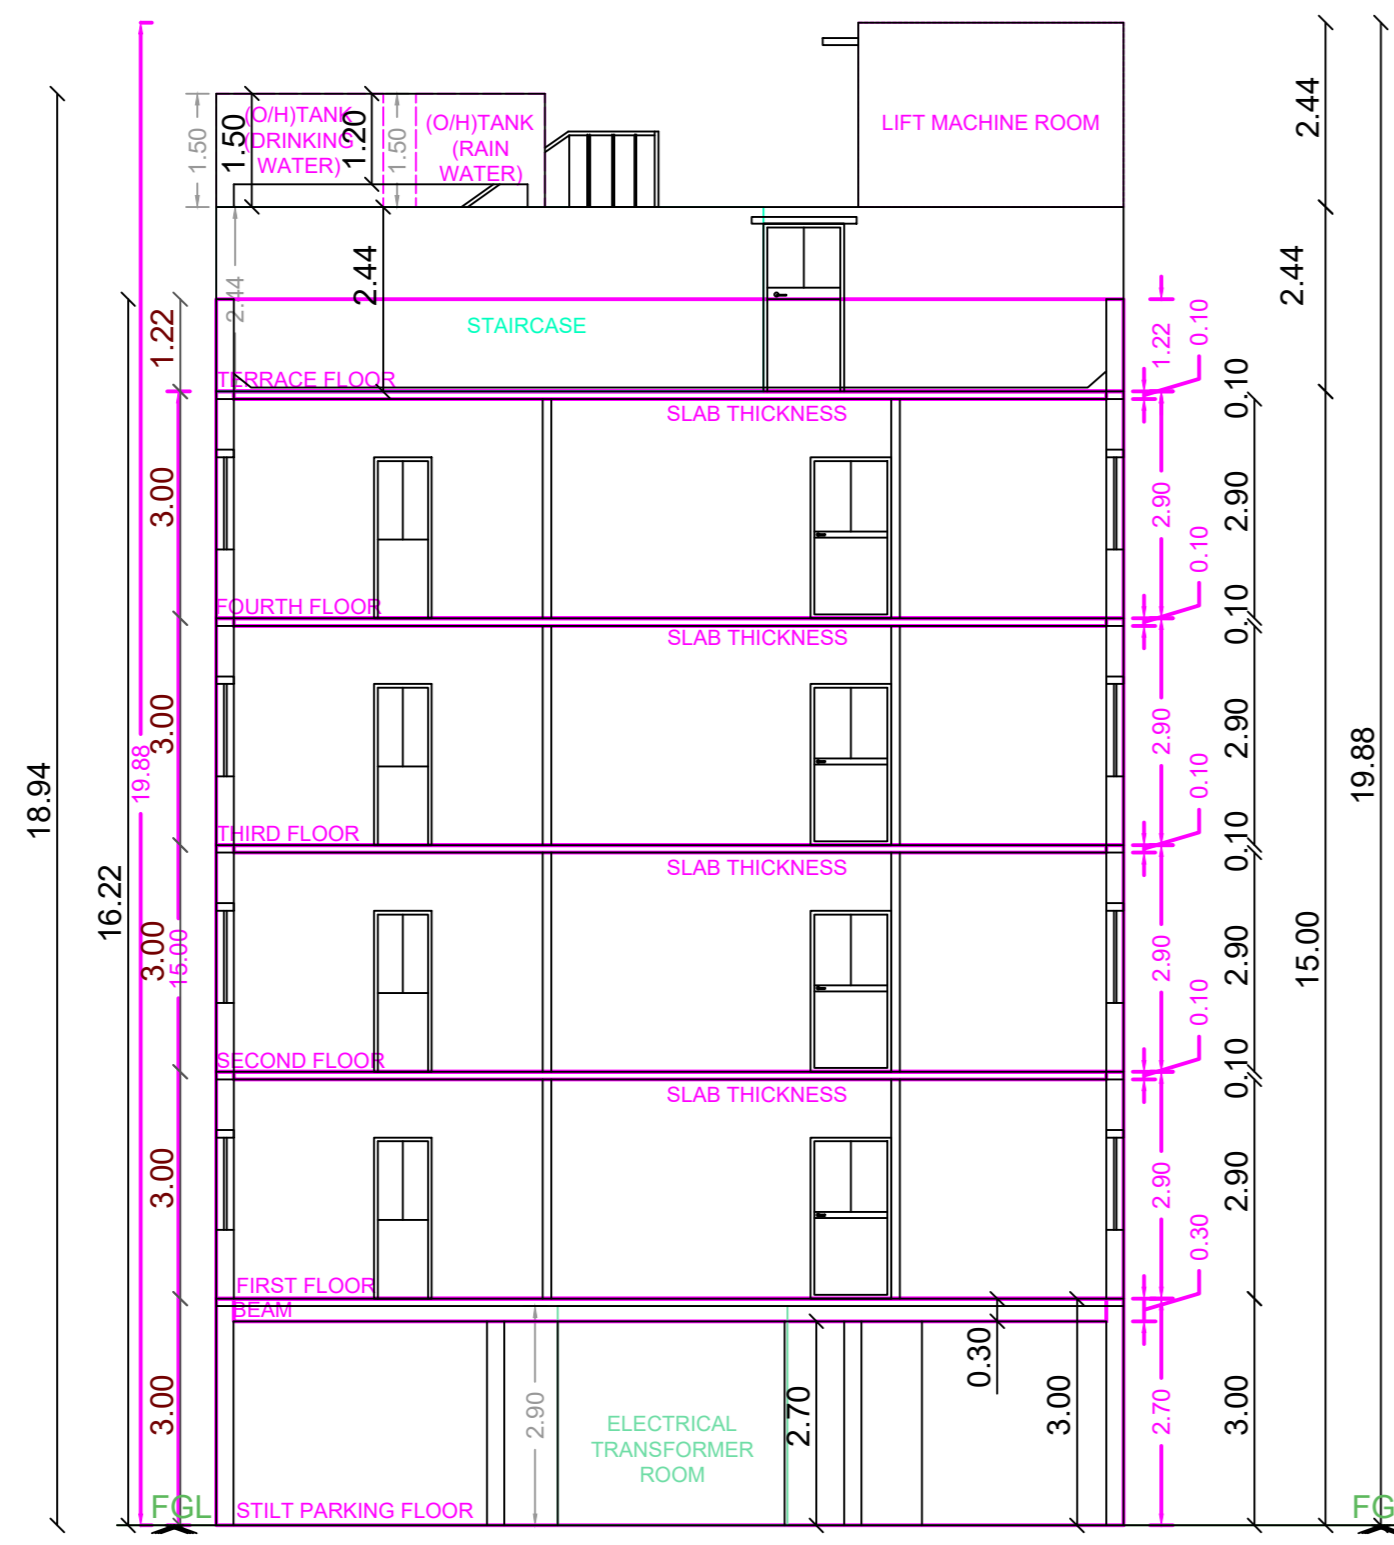 2.44
1.50
1.50
(O/H)TANK
(DRINKING
WATER)
1.20
1.50
(O/H)TANK
(RAIN
WATER)
LIFT MACHINE ROOM
2.44
2.44
2.44
1.22
STAIRCASE
1.22
0.10
TERRACE FLOOR
SLAB THICKNESS
0.10
3.00
2.90
2.90
0.10
FOURTH FLOOR
SLAB THICKNESS
0.10
3.00
2.90
2.90
19.88
19.88
18.94
0.10
THIRD FLOOR
SLAB THICKNESS
0.10
16.22
3.00
15.00
2.90
2.90
15.00
0.10
SECOND FLOOR
SLAB THICKNESS
0.10
3.00
2.90
2.90
0.30
FIRST FLOOR
BEAM
0.30
3.00
2.90
ELECTRICAL
TRANSFORMER
ROOM
2.70
3.00
2.70
3.00
FGL
STILT PARKING FLOOR
FG